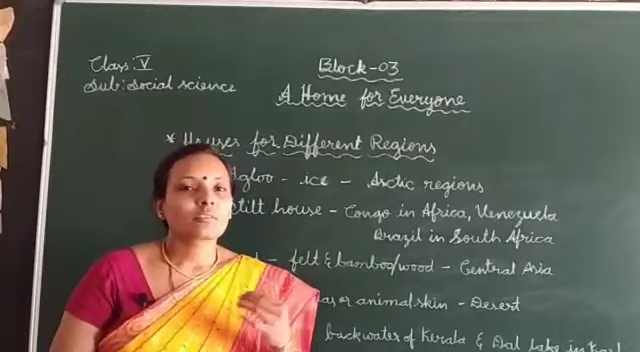 Class: V
Sub: Social science
Block-03
A Home for Everyone
* Houses for Different Regions
Igloo - ice - Arctic regions
Stilt house - Congo in Africa, Venezuela
Brazil in South Africa
- felt & bamboo/wood - Central Asia
or animal skin - Desert
backwater of Kerala & Dal lake in